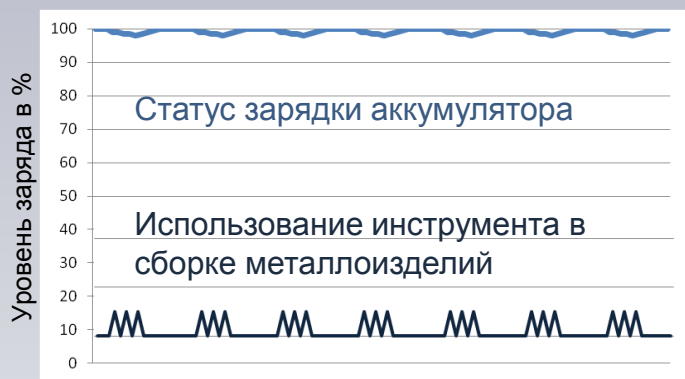 Уровень заряда в %
100
90
80
70
60
50
40
30
20
10
0
Статус зарядки аккумулятора
Использование инструмента в
сборке металлоизделий